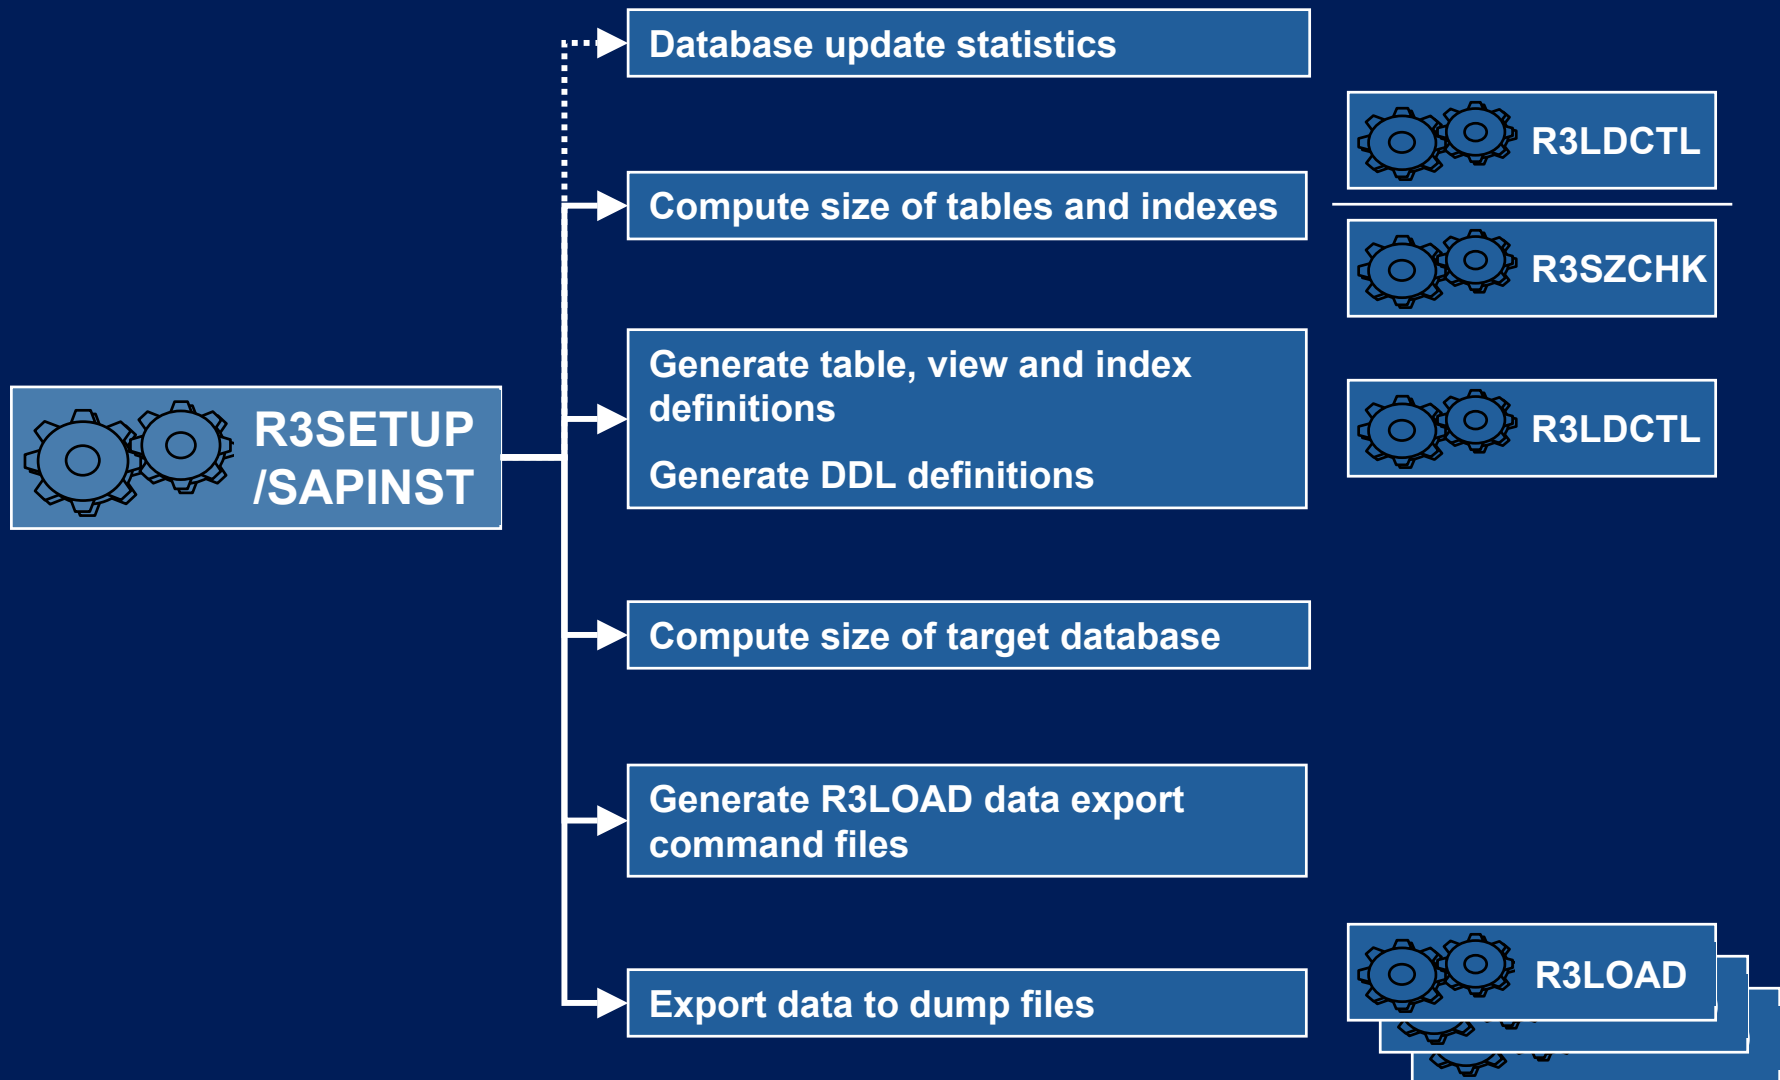 Database update statistics
R3LDCTL
Compute size of tables and indexes
R3SZCHK
Generate table, view and index
definitions
Generate DDL definitions
R3LDCTL
R3SETUP
/SAPINST
Compute size of target database
Generate R3LOAD data export
command files
Export data to dump files
R3LOAD